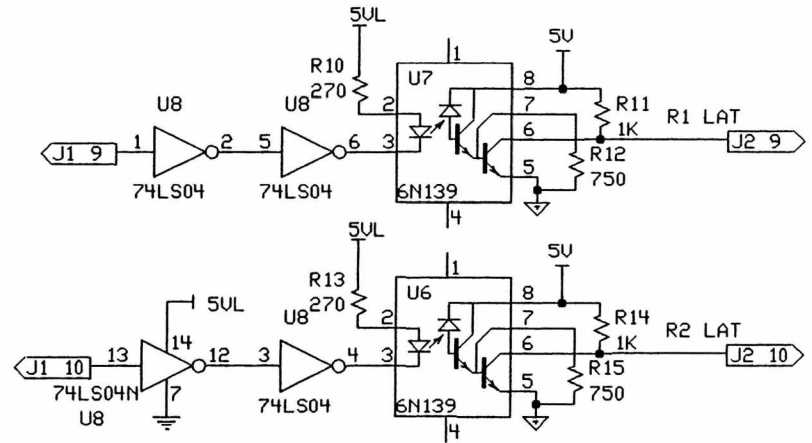 5VL
5V
1
R10
270
U7
8
U8
U8
2
7
R11
1 2 5 6 3
6
1K
R1 LAT
J1 9
J2 9
R12
750
74LS04
74LS04
6N139
5
4
5VL
5V
1
R13
270
U6
8
5VL
U8
2
7
R14
14
6
R2 LAT
J1 10
13 12 3 4 3
1K
J2 10
R15
750
74LS04N
7
74LS04
6N139
5
U8
4